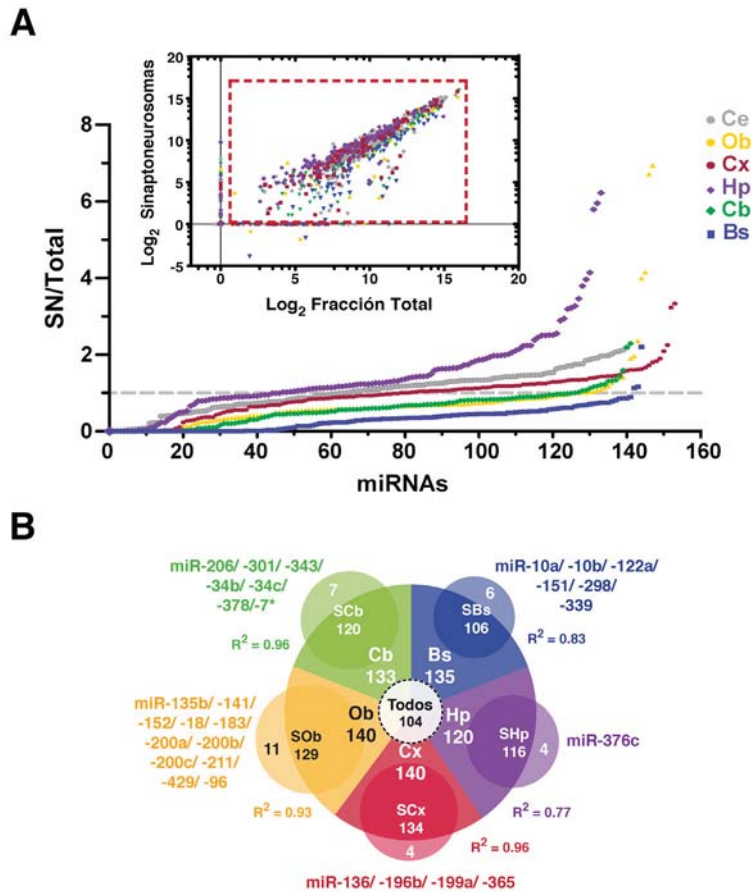 A
20
15
10
5
0
-5
Log2 Sinaptoneurosomas
0
5
10
15
20
Log2 Fracción Total
Ce
Ob
Cx
Hp
Cb
Bs
8
6
4
2
0
SN/Total
0
20
40
60
80
100
120
140
160
miRNAs
B
miR-206/ -301/ -343/
-34b/ -34c/
-378/-7*
R² = 0.96
7
SCb
120
Cb
133
miR-10a/ -10b/ -122a/
-151/ -298/
-339
R² = 0.83
6
SBs
106
Bs
135
miR-135b/ -141/
-152/ -18/ -183/
-200a/ -200b/
-200c/ -211/
-429/ -96
R² = 0.93
11
SOb
129
Ob
140
Todos
104
Hp
120
SHp
116
4
miR-376c
R² = 0.77
Cx
140
SCx
134
4
R² = 0.96
miR-136/ -196b/ -199a/ -365